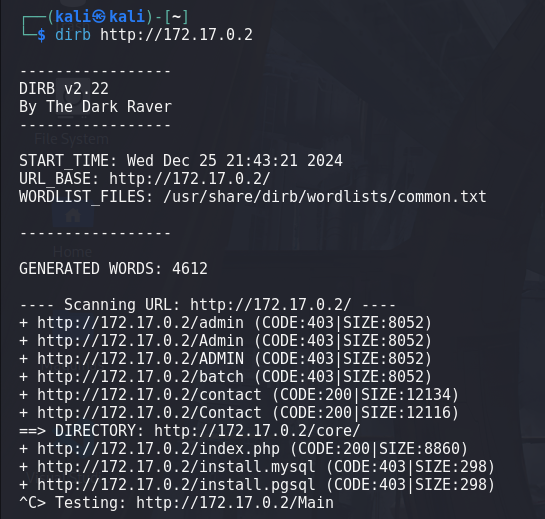 ┌──(kali㉿kali)-[~]
└─$ dirb http://172.17.0.2
-----------------
DIRB v2.22
By The Dark Raver
-----------------
File System
START_TIME: Wed Dec 25 21:43:21 2024
URL_BASE: http://172.17.0.2/
WORDLIST_FILES: /usr/share/dirb/wordlists/common.txt
-----------------
Home
GENERATED WORDS: 4612
---- Scanning URL: http://172.17.0.2/ ----
+ http://172.17.0.2/admin (CODE:403|SIZE:8052)
+ http://172.17.0.2/Admin (CODE:403|SIZE:8052)
+ http://172.17.0.2/ADMIN (CODE:403|SIZE:8052)
+ http://172.17.0.2/batch (CODE:403|SIZE:8052)
+ http://172.17.0.2/contact (CODE:200|SIZE:12134)
+ http://172.17.0.2/Contact (CODE:200|SIZE:12116)
==> DIRECTORY: http://172.17.0.2/core/
+ http://172.17.0.2/index.php (CODE:200|SIZE:8860)
+ http://172.17.0.2/install.mysql (CODE:403|SIZE:298)
+ http://172.17.0.2/install.pgsql (CODE:403|SIZE:298)
^C> Testing: http://172.17.0.2/Main